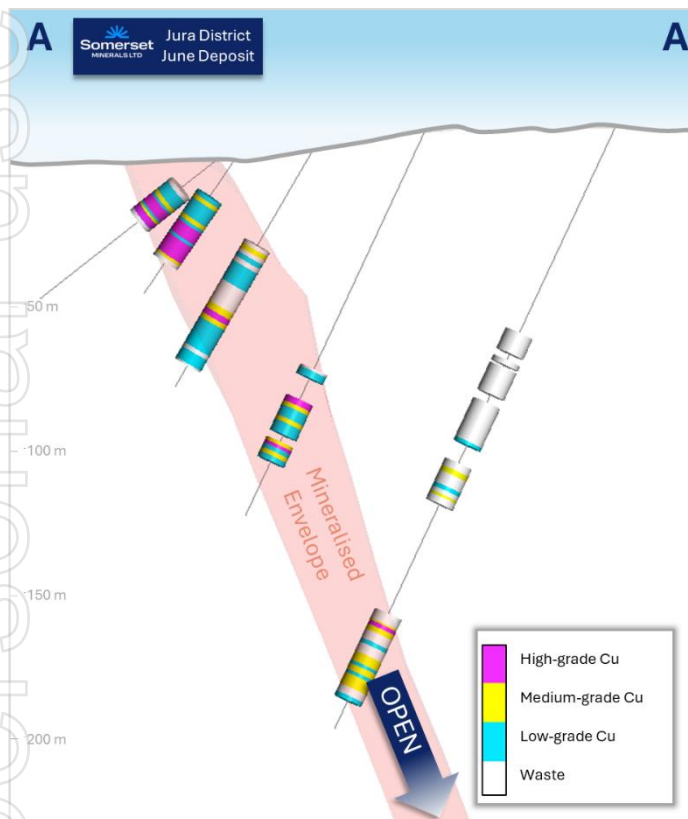 A
Somerset
MINERALS LTD
Jura District
June Deposit
A
50 m
100 m
150 m
200 m
Mineralised
Envelope
OPEN
High-grade Cu
Medium-grade Cu
Low-grade Cu
Waste